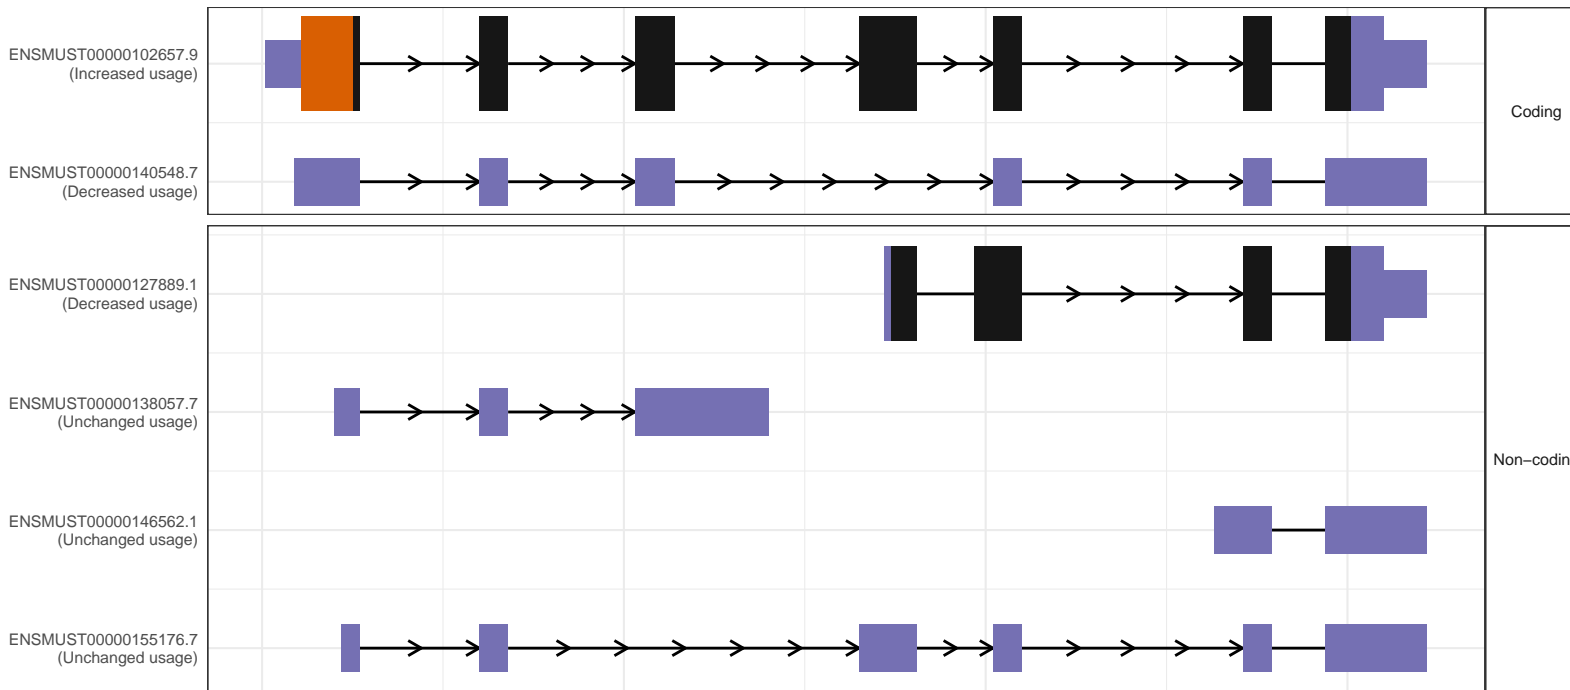 ENSMUST00000102657.9
(Increased usage)
Coding
ENSMUST00000140548.7
(Decreased usage)
ENSMUST00000127889.1
(Decreased usage)
ENSMUST00000138057.7
(Unchanged usage)
Non−codin
ENSMUST00000146562.1
(Unchanged usage)
ENSMUST00000155176.7
(Unchanged usage)